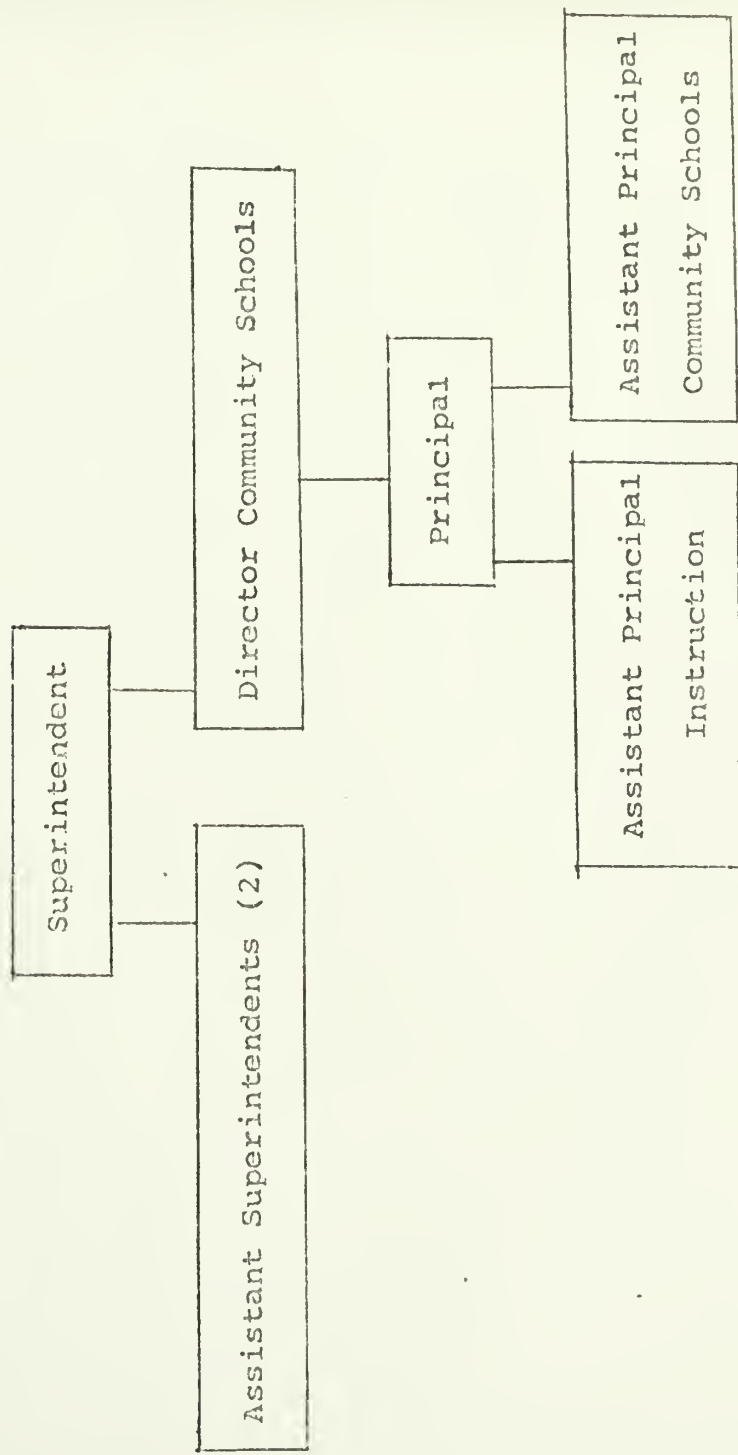 Superintendent
Assistant Superintendents (2)
Director Community Schools
Principal
Assistant Principal
Instruction
Assistant Principal
Community Schools